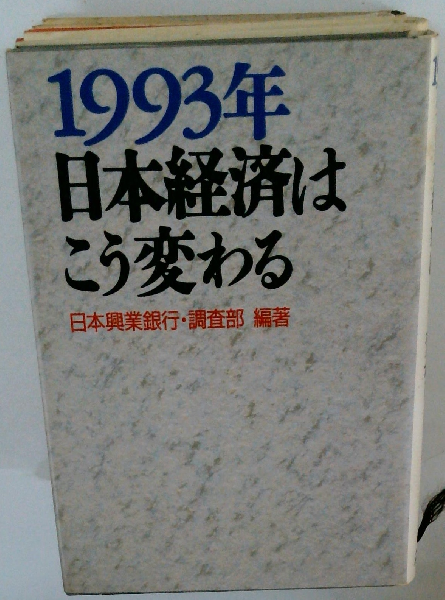 1993年
日本経済は
こう変わる
日本興業銀行・調査部 編著